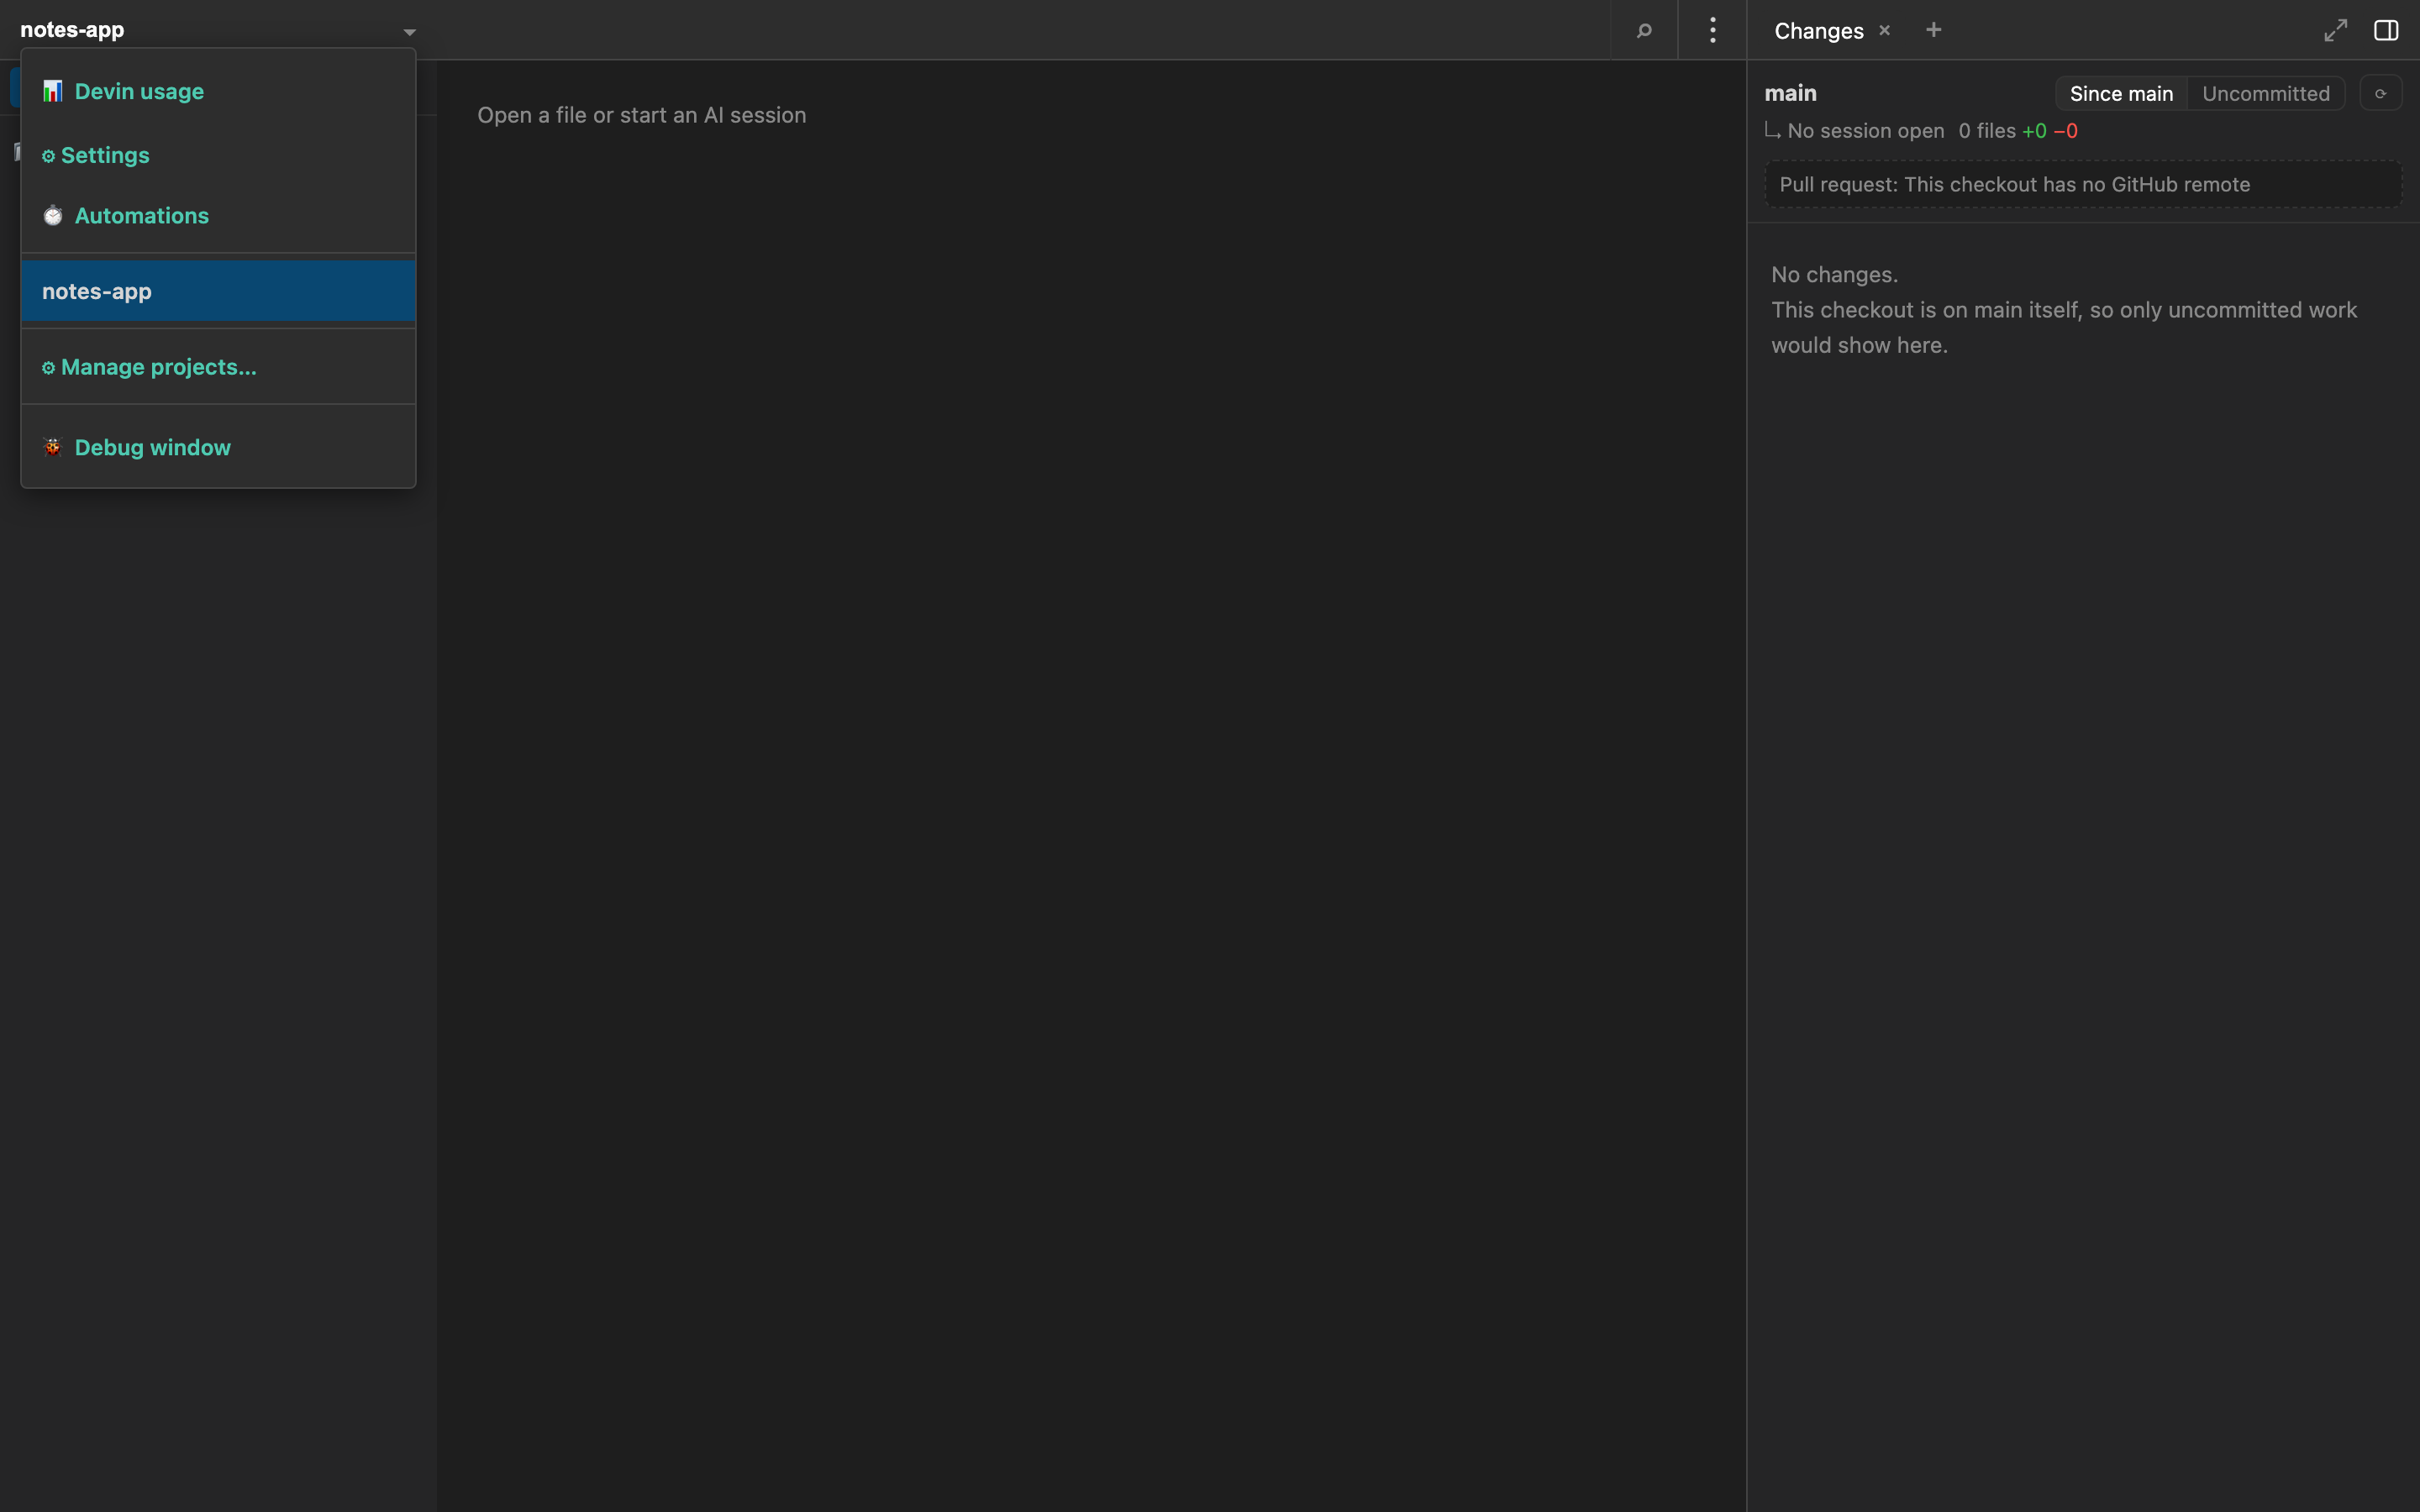 notes-app
Devin usage
Settings
Automations
notes-app
Manage projects...
Debug window
Open a file or start an AI session
Changes
main
Since main
Uncommitted
No session open 0 files +0 −0
Pull request: This checkout has no GitHub remote
No changes.
This checkout is on main itself, so only uncommitted work
would show here.